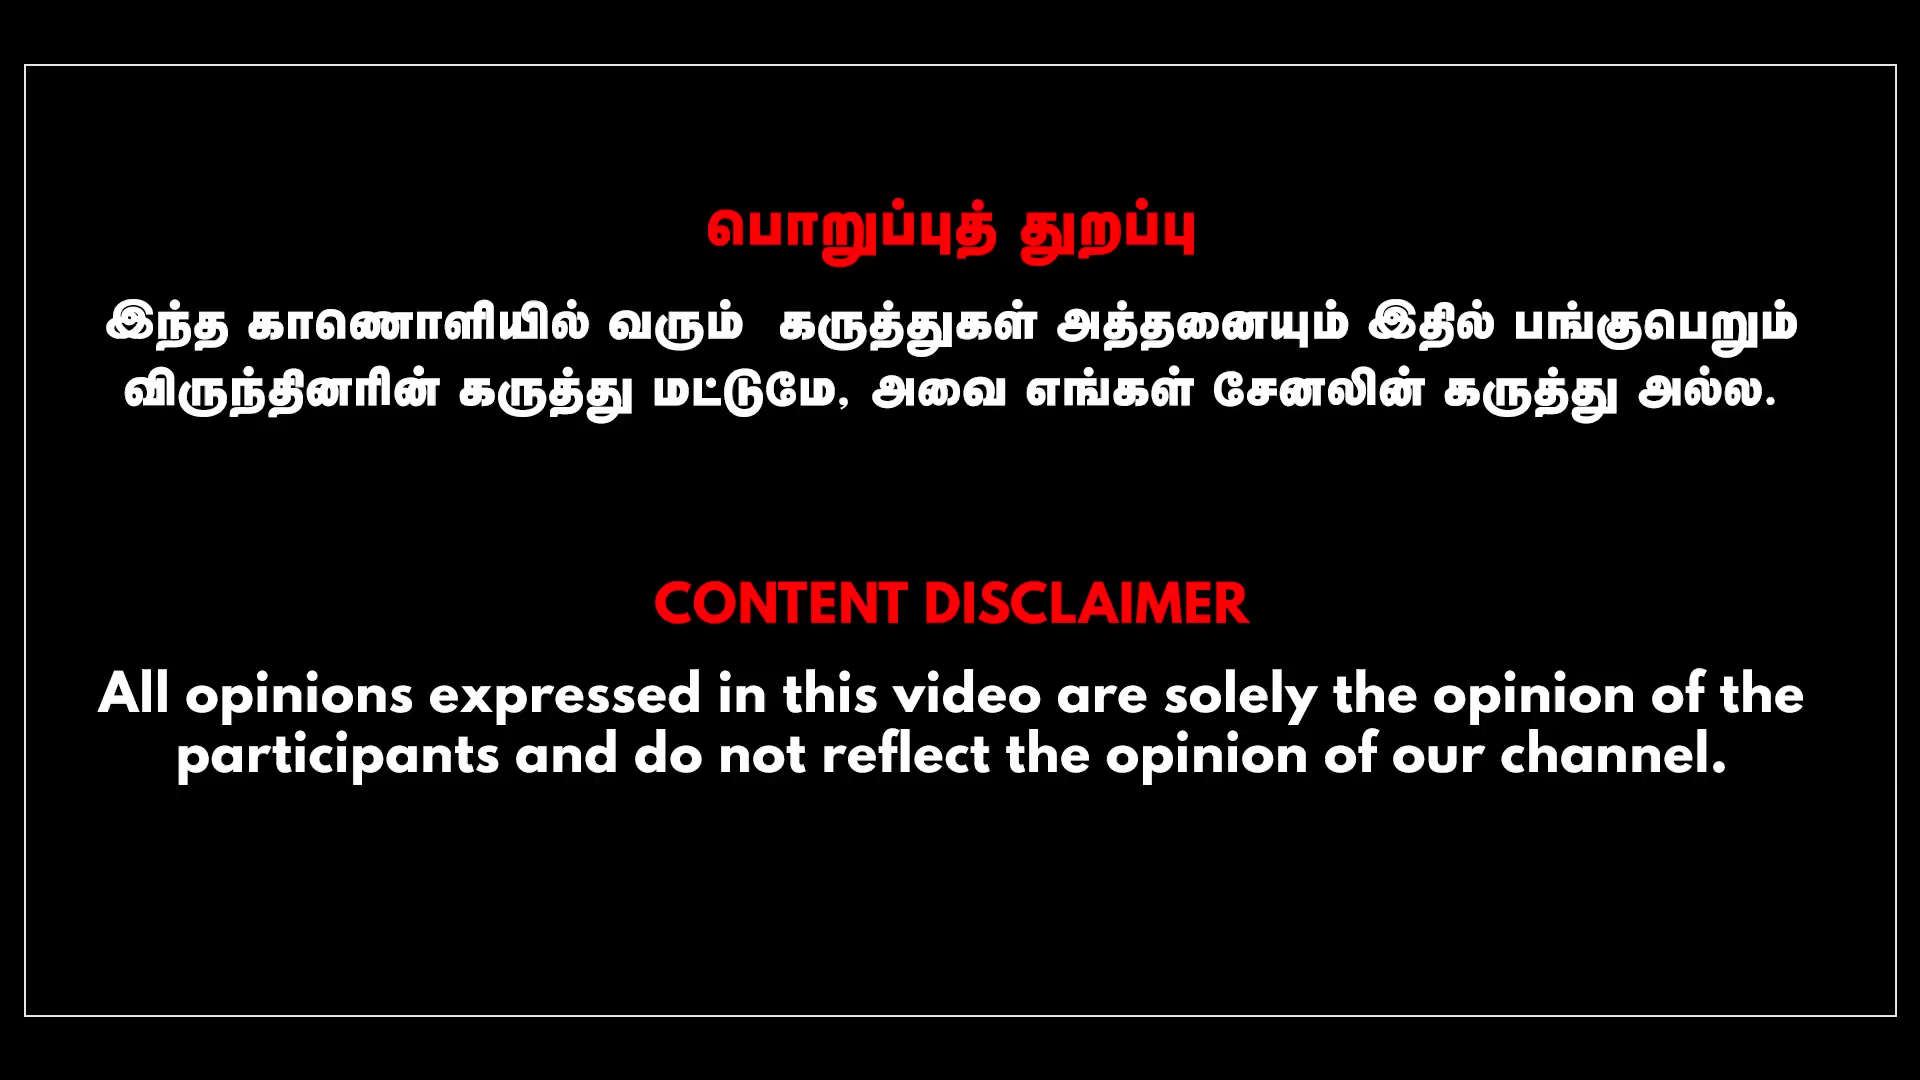 பொறுப்புத் துறப்பு
இந்த காணொளியில் வரும் கருத்துகள் அத்தனையும் இதில் பங்குபெறும்
விருந்தினரின் கருத்து மட்டுமே, அவை எங்கள் சேனலின் கருத்து அல்ல.
CONTENT DISCLAIMER
All opinions expressed in this video are solely the opinion of the
participants and do not reflect the opinion of our channel.